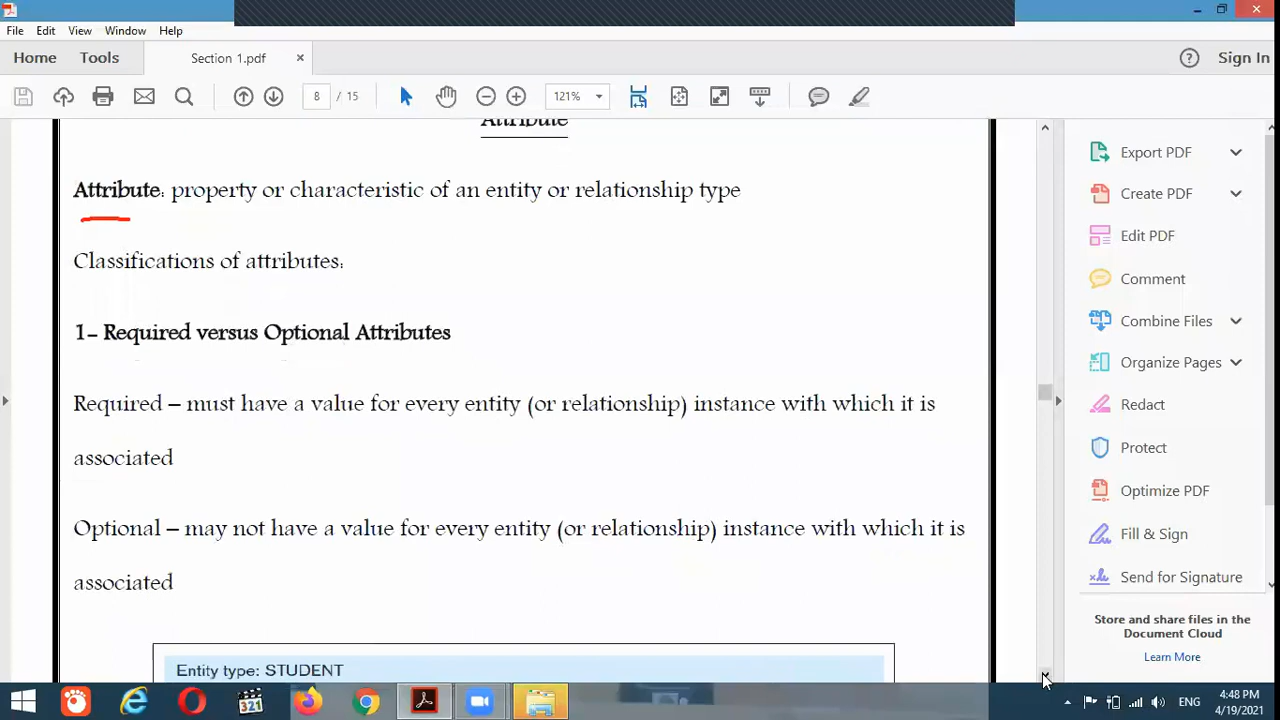 File Edit View Window Help
Home Tools Section 1.pdf × Sign In
8 / 15 121%
Attribute
Attribute: property or characteristic of an entity or relationship type
Classifications of attributes:
1- Required versus Optional Attributes
Required – must have a value for every entity (or relationship) instance with which it is
associated
Optional – may not have a value for every entity (or relationship) instance with which it is
associated
Entity type: STUDENT
Export PDF
Create PDF
Edit PDF
Comment
Combine Files
Organize Pages
Redact
Protect
Optimize PDF
Fill & Sign
Send for Signature
Store and share files in the
Document Cloud
Learn More
321
ENG
4:48 PM
4/19/2021